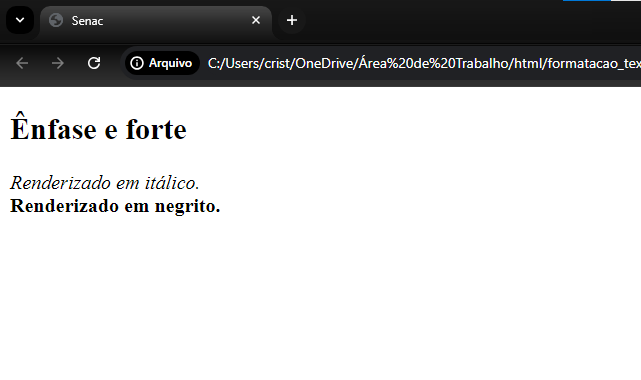 Senac
Arquivo C:/Users/crist/OneDrive/Área%20de%20Trabalho/html/formatacao_tex
Ênfase e forte
Renderizado em itálico.
Renderizado em negrito.